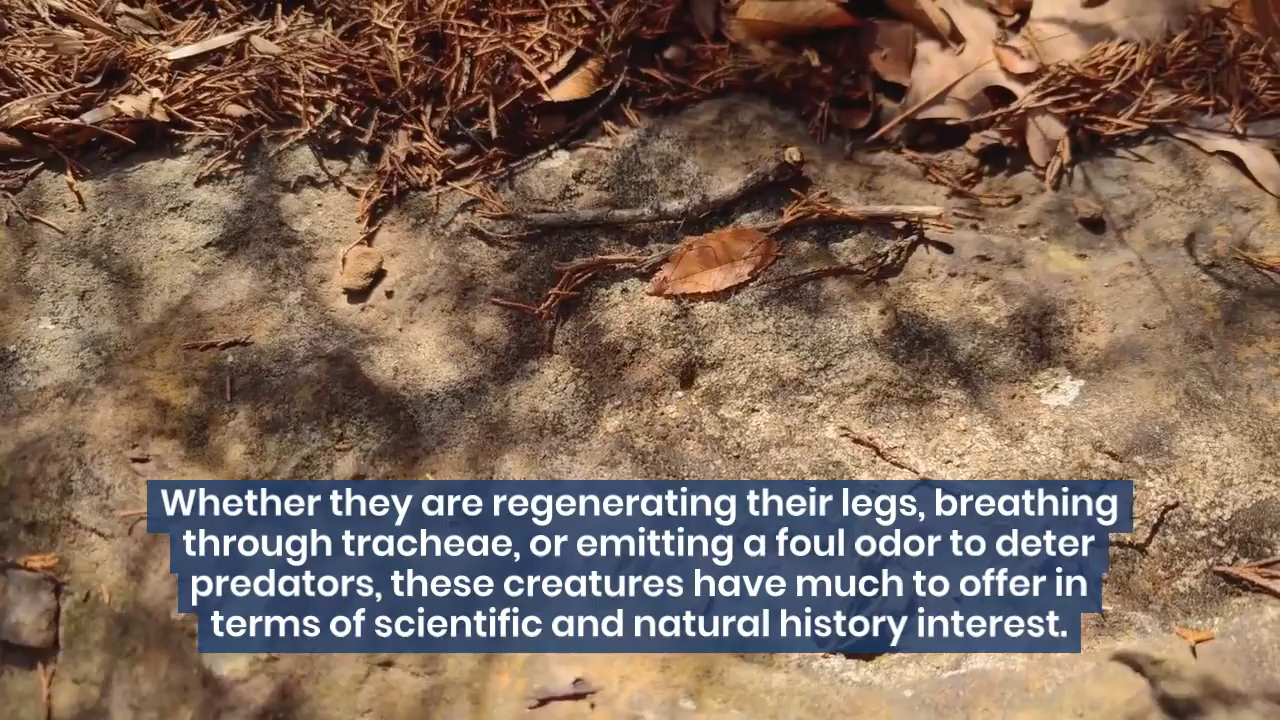 Whether they are regenerating their legs, breathing
through tracheae, or emitting a foul odor to deter
predators, these creatures have much to offer in
terms of scientific and natural history interest.